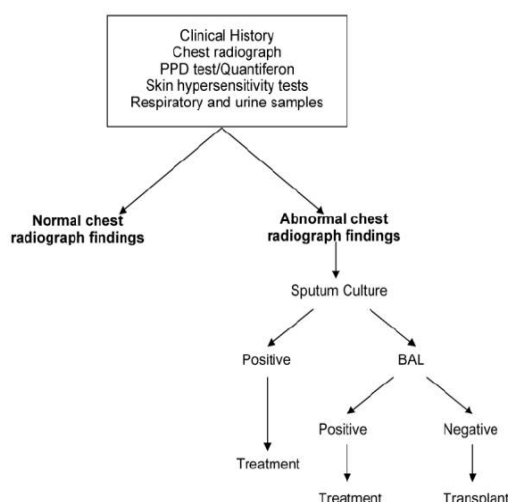 Clinical History
Chest radiograph
PPD test/Quantiferon
Skin hypersensitivity tests
Respiratory and urine samples
Normal chest
radiograph findings
Abnormal chest
radiograph findings
Sputum Culture
Positive
BAL
Positive
Negative
Treatment
Treatment
Transplant